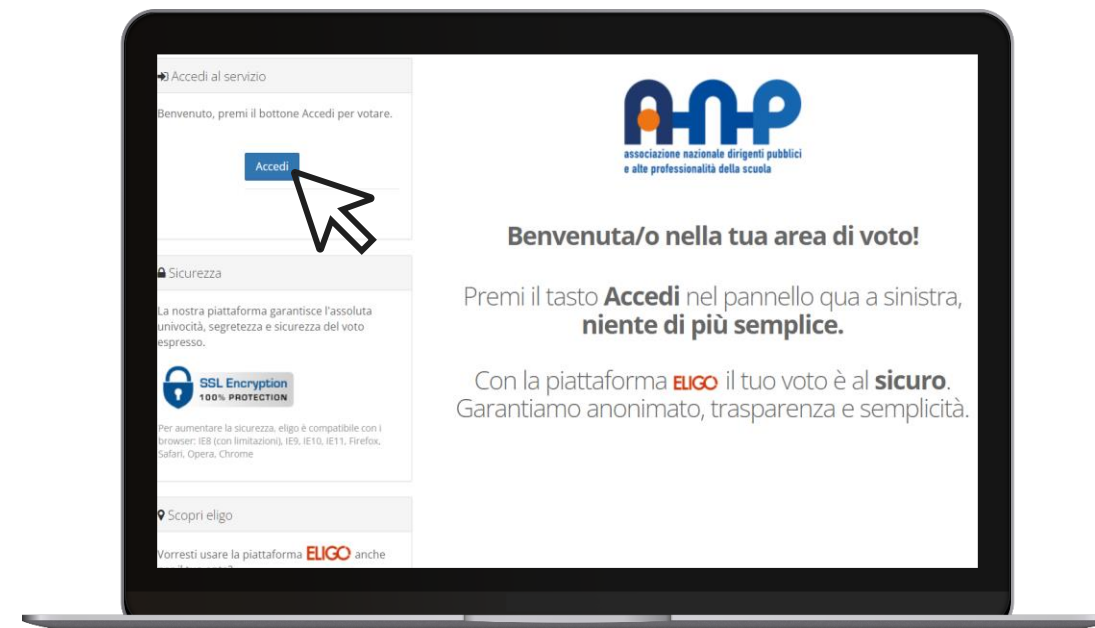 Accedi al servizio
Benvenuto, premi il bottone Accedi per votare.
Accedi
Sicurezza
La nostra piattaforma garantisce l'assoluta
univocità, segretezza e sicurezza del voto
espresso.
SSL Encryption
100% PROTECTION
Per aumentare la sicurezza, eligo è compatibile con i
browser: IE8 (con limitazioni), IE9, IE10, IE11, Firefox,
Safari, Opera, Chrome
Scopri eligo
Vorresti usare la piattaforma ELIGO anche
anp
associazione nazionale dirigenti pubblici
e alte professionalità della scuola
Benvenuta/o nella tua area di voto!
Premi il tasto Accedi nel pannello qua a sinistra,
niente di più semplice.
Con la piattaforma ELIGO il tuo voto è al sicuro.
Garantiamo anonimato, trasparenza e semplicità.